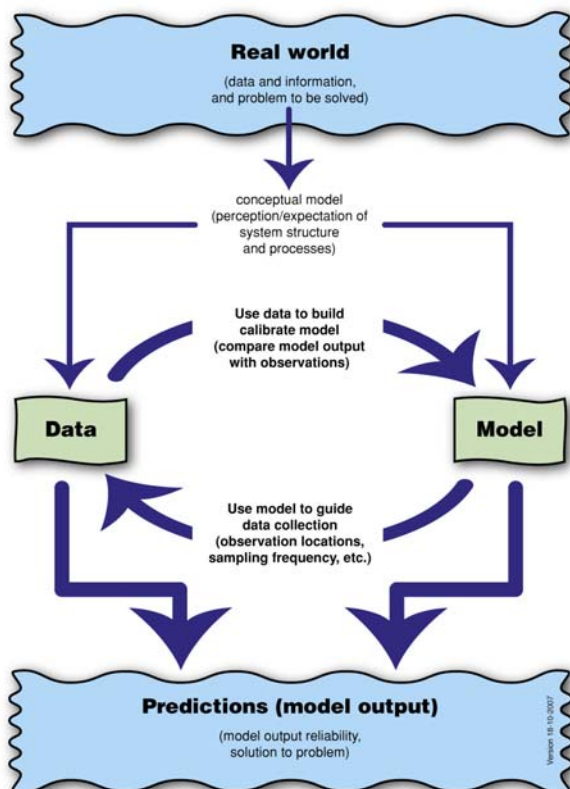 Real world
(data and information,
and problem to be solved)
conceptual model
(perception/expectation of
system structure
and processes)
Use data to build
calibrate model
(compare model output
with observations)
Data
Model
Use model to guide
data collection
(observation locations,
sampling frequency, etc.)
Predictions (model output)
(model output reliability,
solution to problem)
Version 18-10-2007